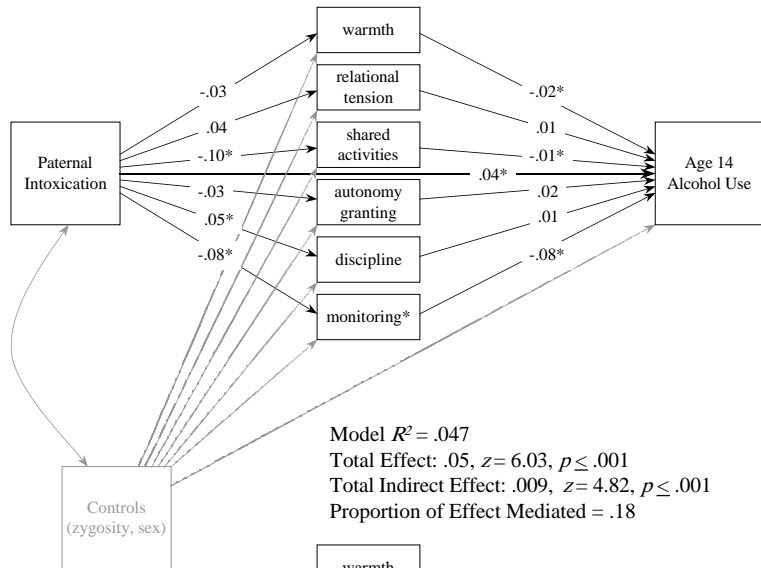 warmth
-.03
-.02*
relational
tension
.04
.01
Paternal
Intoxication
shared
activities
-.10*
-.01*
Age 14
Alcohol Use
.04*
autonomy
granting
-.03
.02
.05*
discipline
.01
-.08*
monitoring*
-.08*
Model R² = .047
Total Effect: .05, z = 6.03, p ≤ .001
Total Indirect Effect: .009, z = 4.82, p ≤ .001
Proportion of Effect Mediated = .18
Controls
(zygosity, sex)
warmth